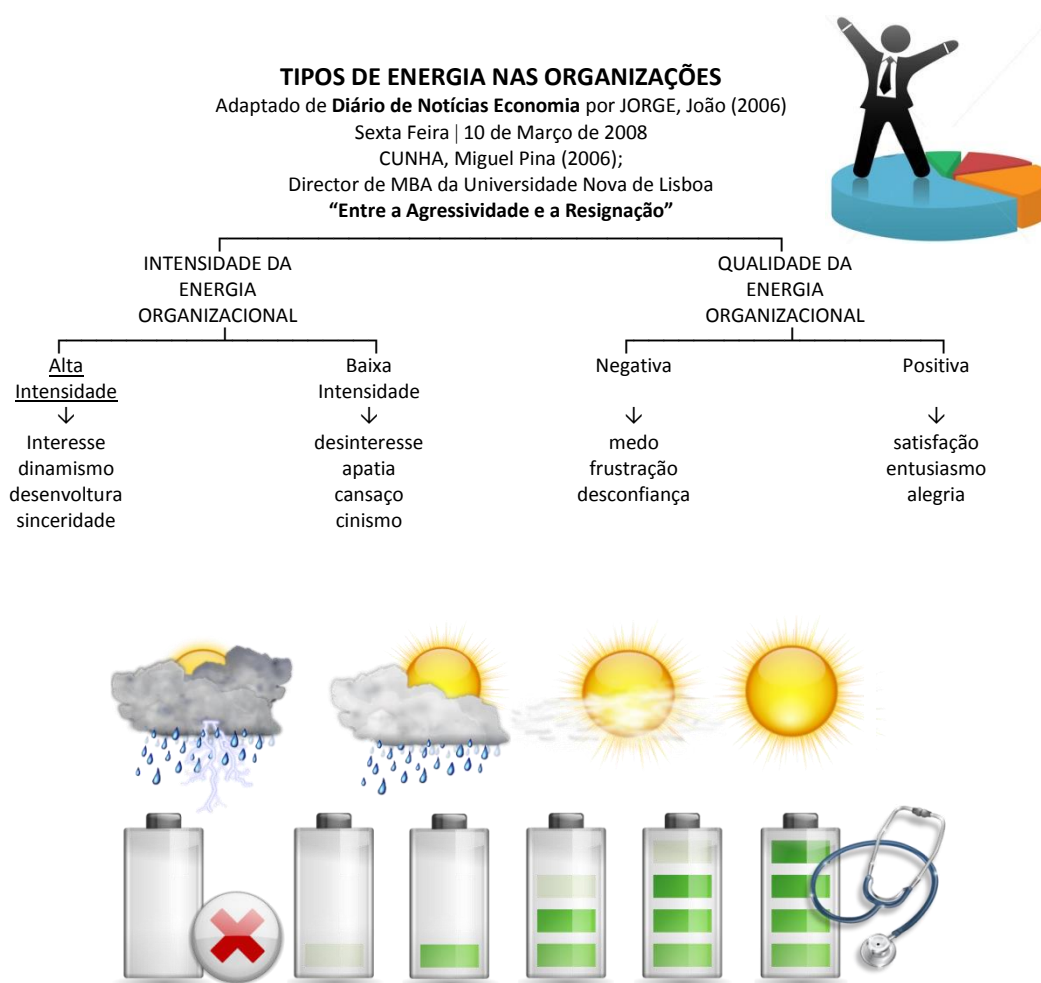 TIPOS DE ENERGIA NAS ORGANIZAÇÕES
Adaptado de Diário de Notícias Economia por JORGE, João (2006)
Sexta Feira | 10 de Março de 2008
CUNHA, Miguel Pina (2006);
Director de MBA da Universidade Nova de Lisboa
“Entre a Agressividade e a Resignação”
INTENSIDADE DA
ENERGIA
ORGANIZACIONAL
QUALIDADE DA
ENERGIA
ORGANIZACIONAL
Alta
Intensidade
Interesse
dinamismo
desenvoltura
sinceridade
Baixa
Intensidade
desinteresse
apatia
cansaço
cinismo
Negativa
medo
frustração
desconfiança
Positiva
satisfação
entusiasmo
alegria